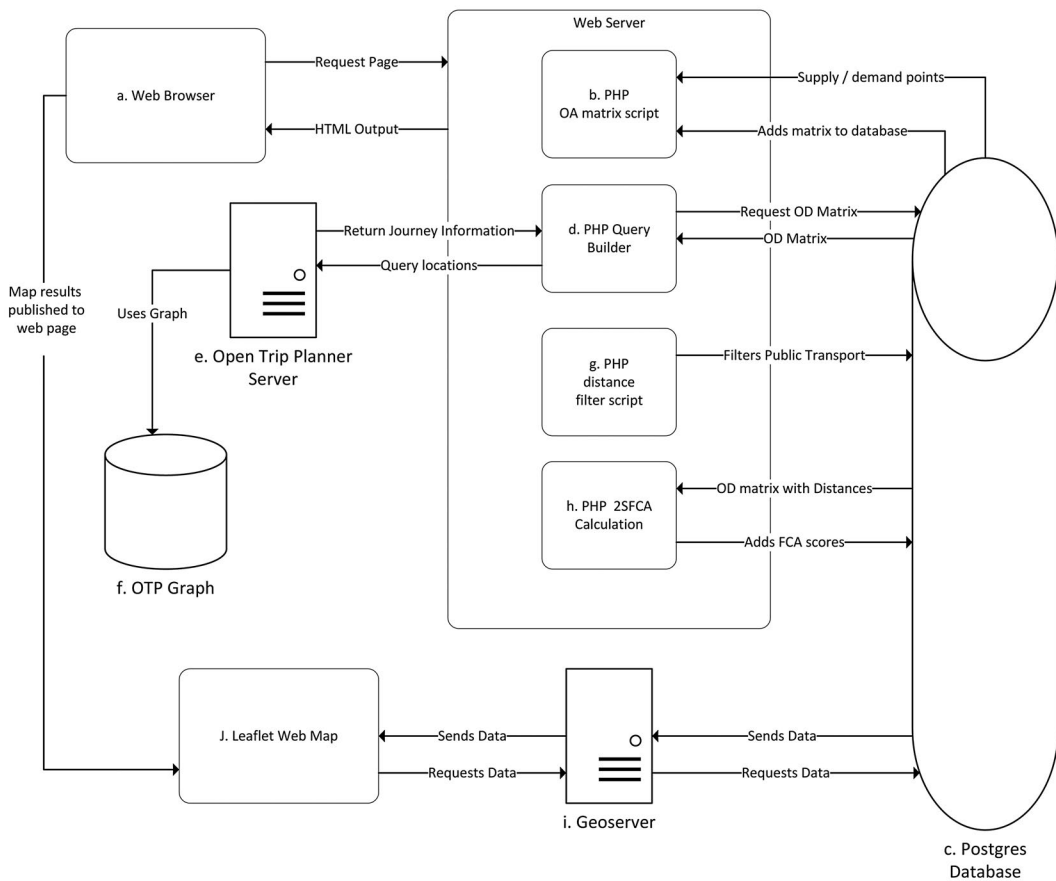 Web Server
a. Web Browser
Request Page
HTML Output
b. PHP
OA matrix script
Supply / demand points
Adds matrix to database
Return Journey Information
Query locations
d. PHP Query
Builder
Request OD Matrix
OD Matrix
Map results
published to
web page
Uses Graph
e. Open Trip Planner
Server
g. PHP
distance
filter script
Filters Public Transport
f. OTP Graph
h. PHP  2SFCA
Calculation
OD matrix with Distances
Adds FCA scores
J. Leaflet Web Map
Sends Data
Requests Data
i. Geoserver
Sends Data
Requests Data
c. Postgres
Database